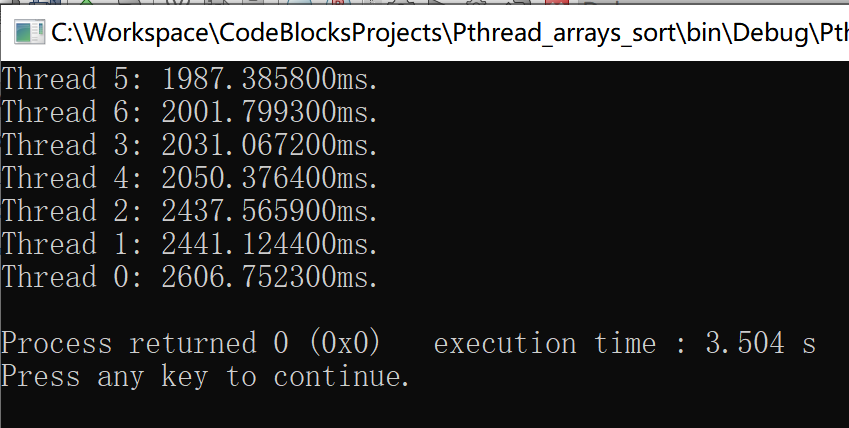 C:\Workspace\CodeBlocksProjects\Pthread_arrays_sort\bin\Debug\Pth
Thread 5: 1987.385800ms.
Thread 6: 2001.799300ms.
Thread 3: 2031.067200ms.
Thread 4: 2050.376400ms.
Thread 2: 2437.565900ms.
Thread 1: 2441.124400ms.
Thread 0: 2606.752300ms.
Process returned 0 (0x0)   execution time : 3.504 s
Press any key to continue.